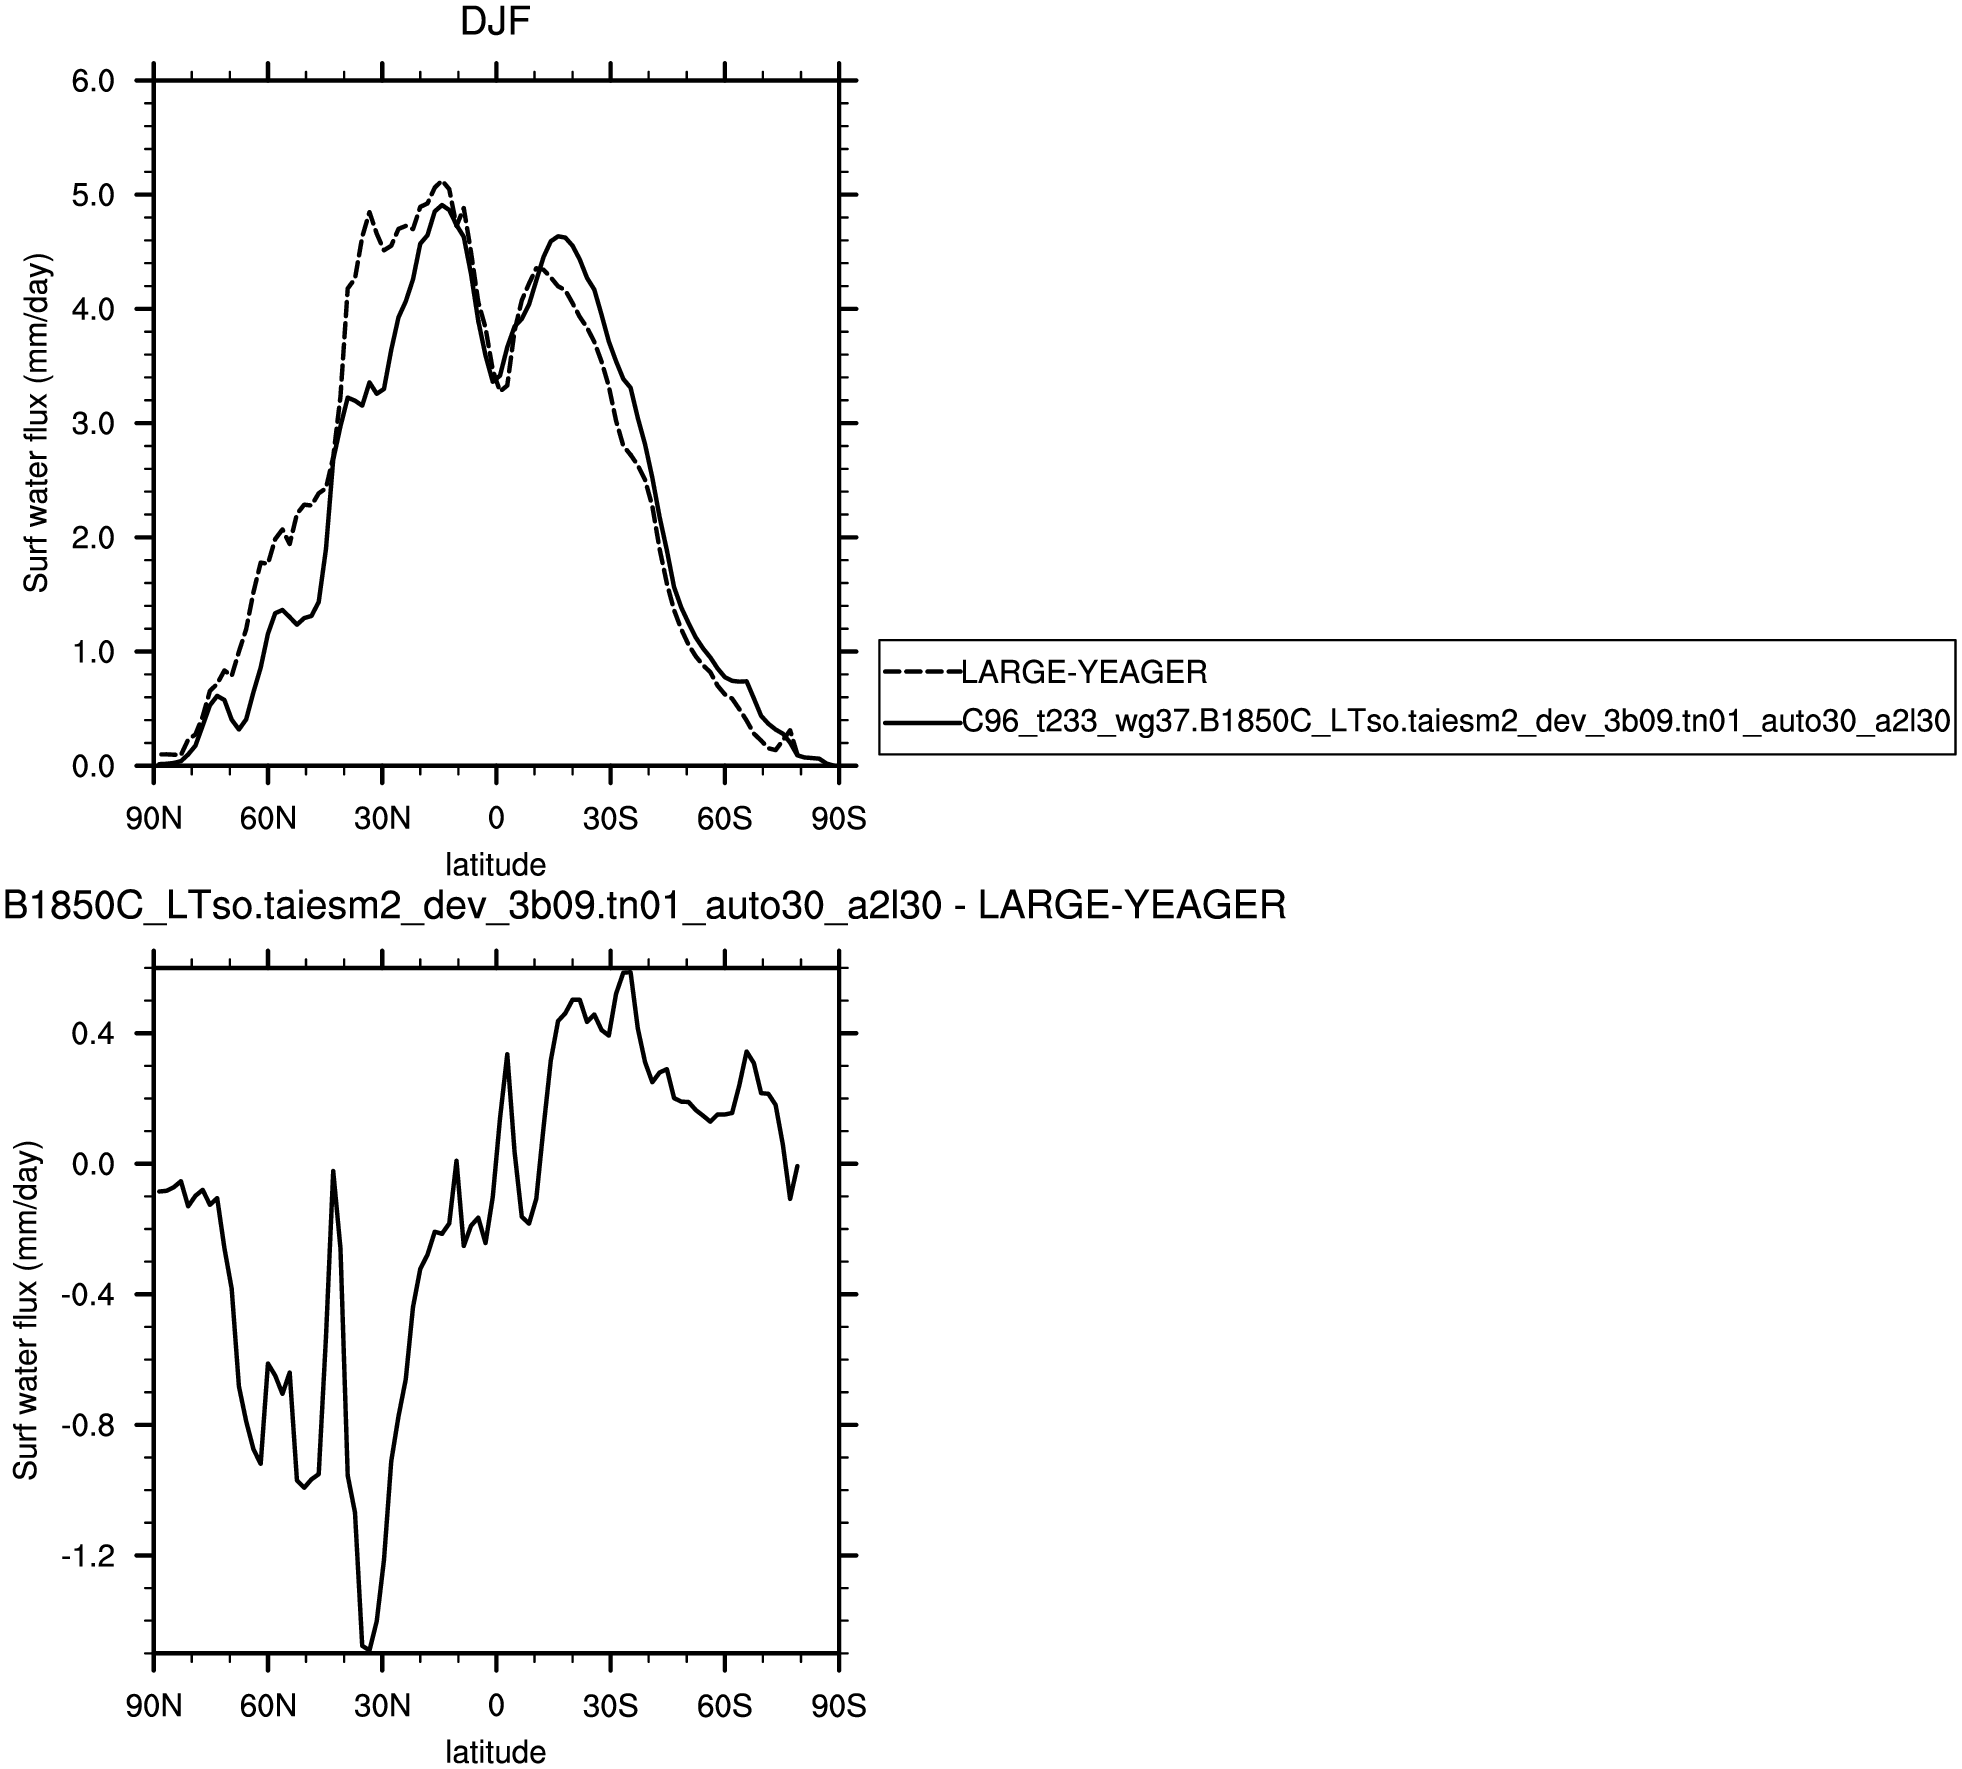 DJF
6.0
5.0
4.0
3.0
2.0
1.0
0.0
Surf water flux (mm/day)
90N 60N 30N 0 30S 60S 90S
latitude
LARGE-YEAGER
C96_t233_wg37.B1850C_LTso.taiesm2_dev_3b09.tn01_auto30_a2l30
B1850C_LTso.taiesm2_dev_3b09.tn01_auto30_a2l30 - LARGE-YEAGER
0.4
0.0
-0.4
-0.8
-1.2
Surf water flux (mm/day)
90N 60N 30N 0 30S 60S 90S
latitude